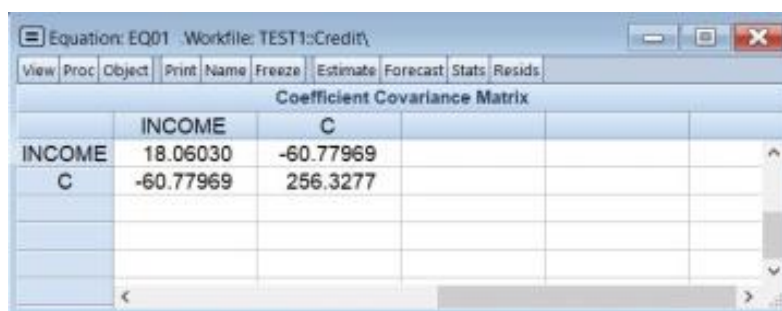 Equation: EQ01 Workfile: TEST1::Credit\
View Proc Object Print Name Freeze Estimate Forecast Stats Resids
Coefficient Covariance Matrix
INCOME C
INCOME 18.06030 -60.77969
C -60.77969 256.3277